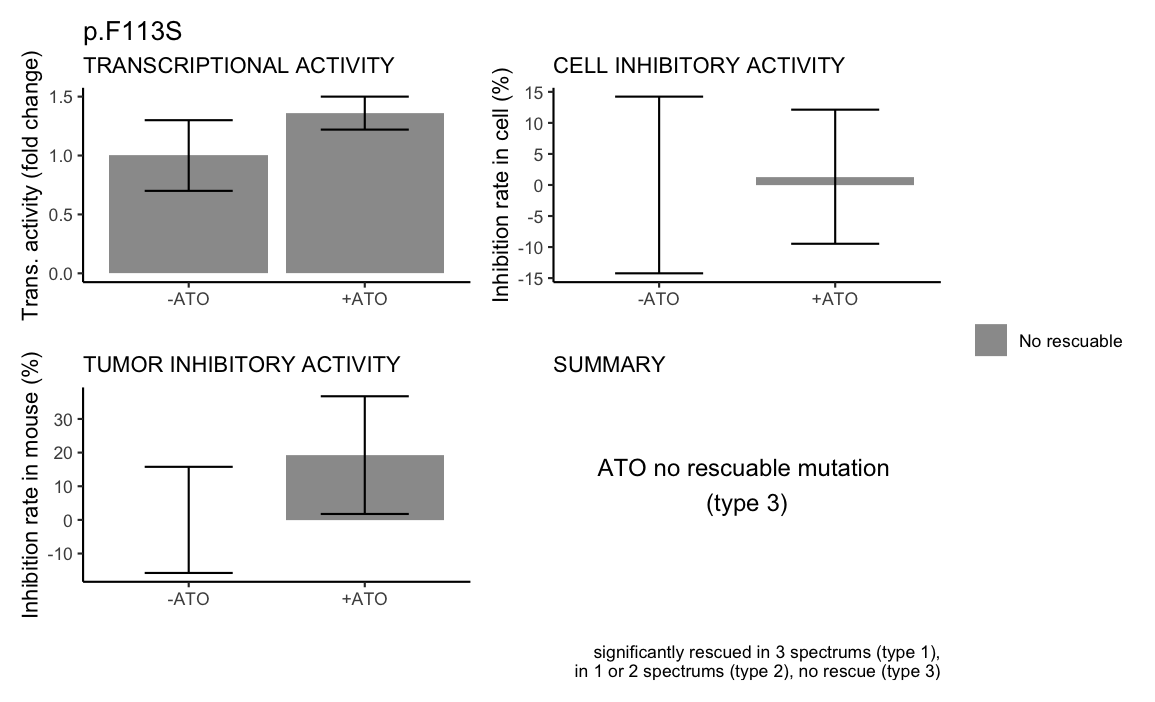 p.F113S
TRANSCRIPTIONAL ACTIVITY
Trans. activity (fold change)
1.5
1.0
0.5
0.0
-ATO
+ATO
CELL INHIBITORY ACTIVITY
Inhibition rate in cell (%)
15
10
5
0
-5
-10
-15
-ATO
+ATO
No rescuable
TUMOR INHIBITORY ACTIVITY
Inhibition rate in mouse (%)
30
20
10
0
-10
-ATO
+ATO
SUMMARY
ATO no rescuable mutation
(type 3)
significantly rescued in 3 spectrums (type 1),
in 1 or 2 spectrums (type 2), no rescue (type 3)